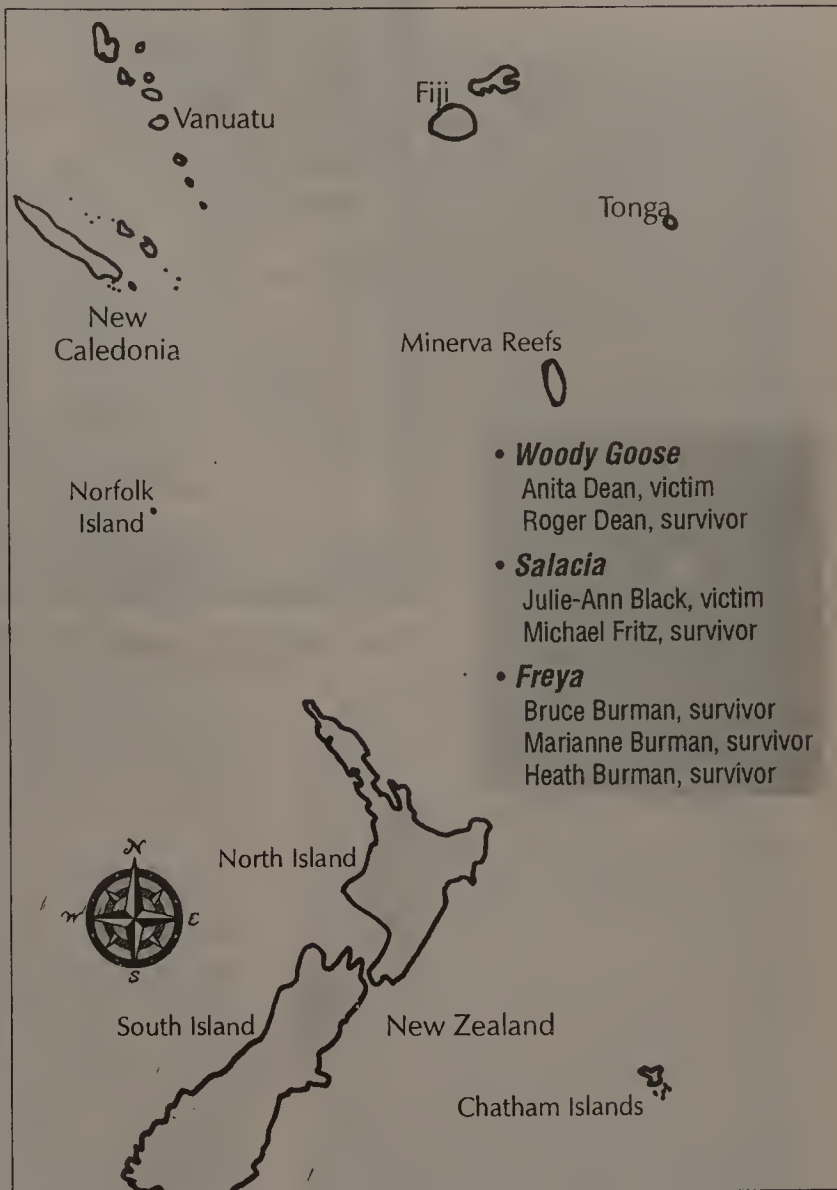 Vanuatu
Fiji
Tonga
New
Caledonia
Minerva Reefs
Norfolk
Island
• Woody Goose
Anita Dean, victim
Roger Dean, survivor
• Salacia
Julie-Ann Black, victim
Michael Fritz, survivor
• Freya
Bruce Burman, survivor
Marianne Burman, survivor
Heath Burman, survivor
North Island
N
W
E
S
South Island
New Zealand
Chatham Islands